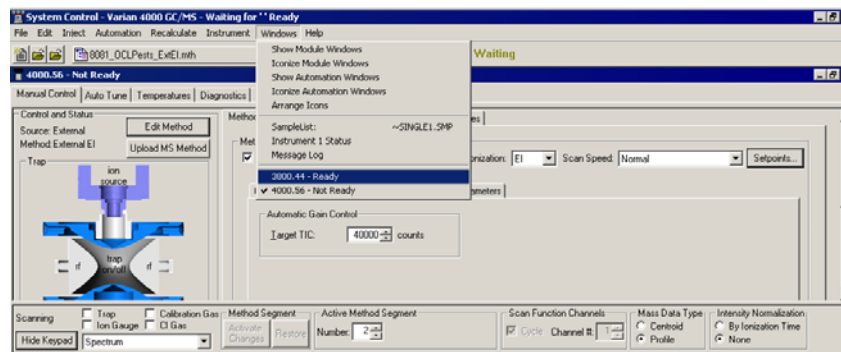 System Control - Varian 4000 GC/MS - Waiting for '' Ready
File Edit Inject Automation Recalculate Instrument Windows Help
8081_OCLPests_ExtEI.mth
Waiting
4000.56 - Not Ready
Manual Control Auto Tune Temperatures Diagnostics
Show Module Windows
Iconize Module Windows
Show Automation Windows
Iconize Automation Windows
Arrange Icons
SampleList: ~SINGLE1.SMP
Instrument 1 Status
Message Log
3800.44 - Ready
4000.56 - Not Ready
Control and Status
Source: External
Method: External EI
Edit Method
Upload MS Method
Trap
ion
source
trap
on/off
rf
rf
EI
Scan Speed: Normal
Setpoints...
Automatic Gain Control
Target TIC: 40000 counts
Scanning
Trap
Calibration Gas
Ion Gauge
CI Gas
Hide Keypad
Spectrum
Method Segment
Activate
Changes
Restore
Active Method Segment
Number: 2
Scan Function Channels
Cycle Channel #: 1
Mass Data Type
Centroid
Profile
Intensity Normalization
By Ionization Time
None